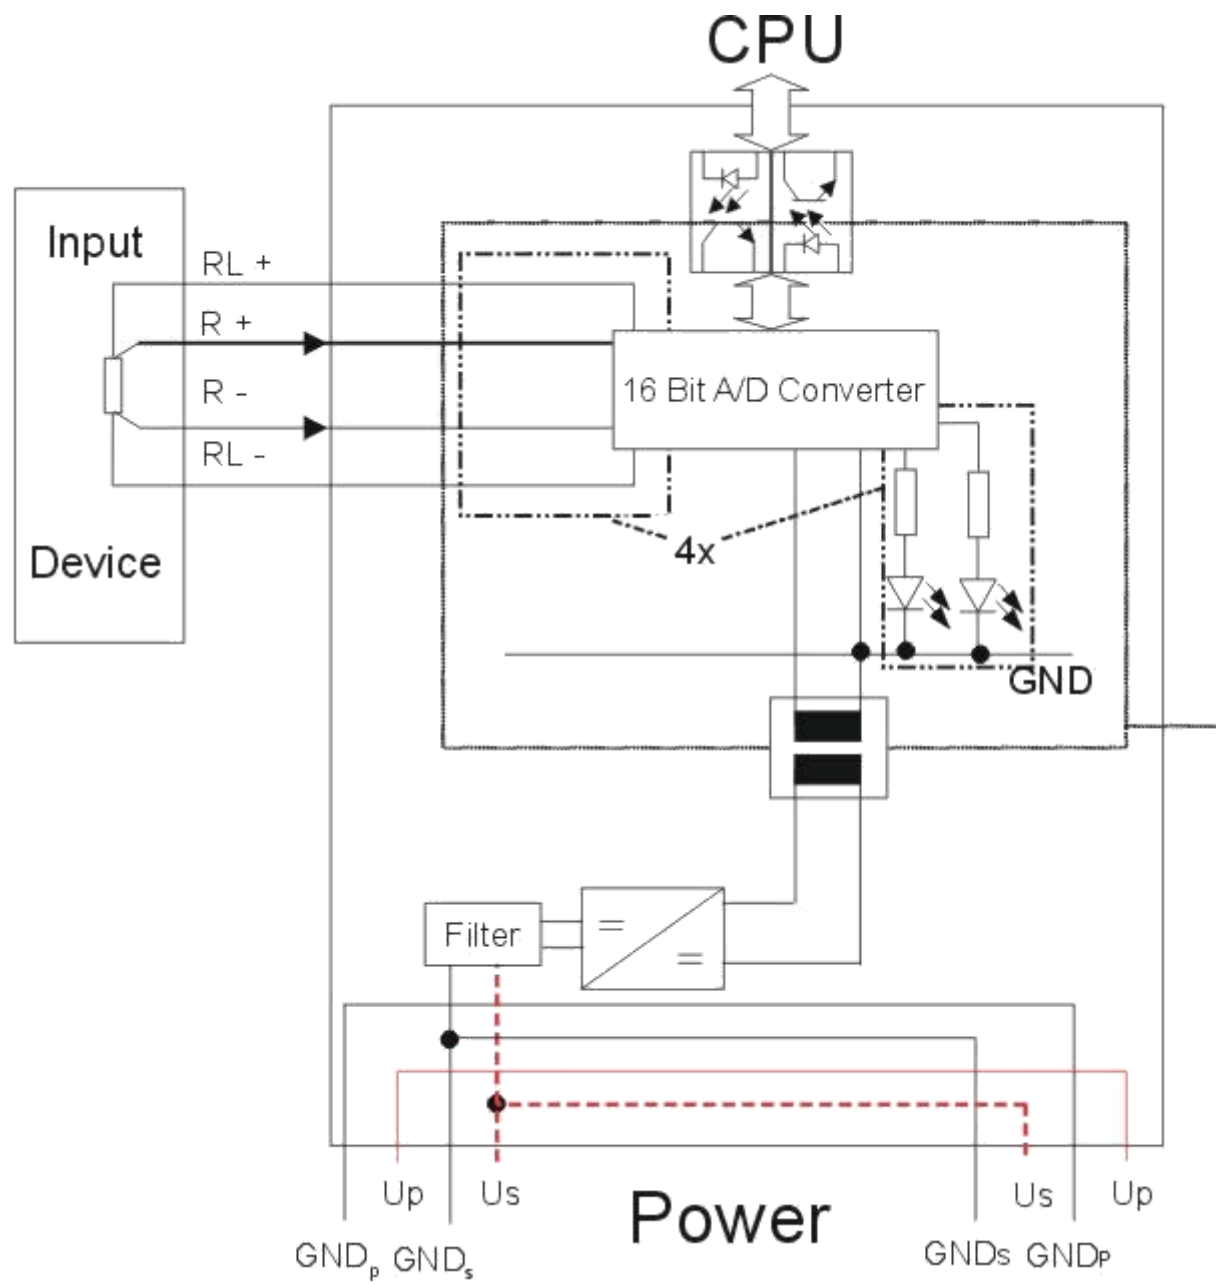 CPU
Input
RL +
R +
R -
RL -
16 Bit A/D Converter
4x
Device
GND
Filter
Up Us
Power
Us Up
GNDp GNDs
GNDs GNDP